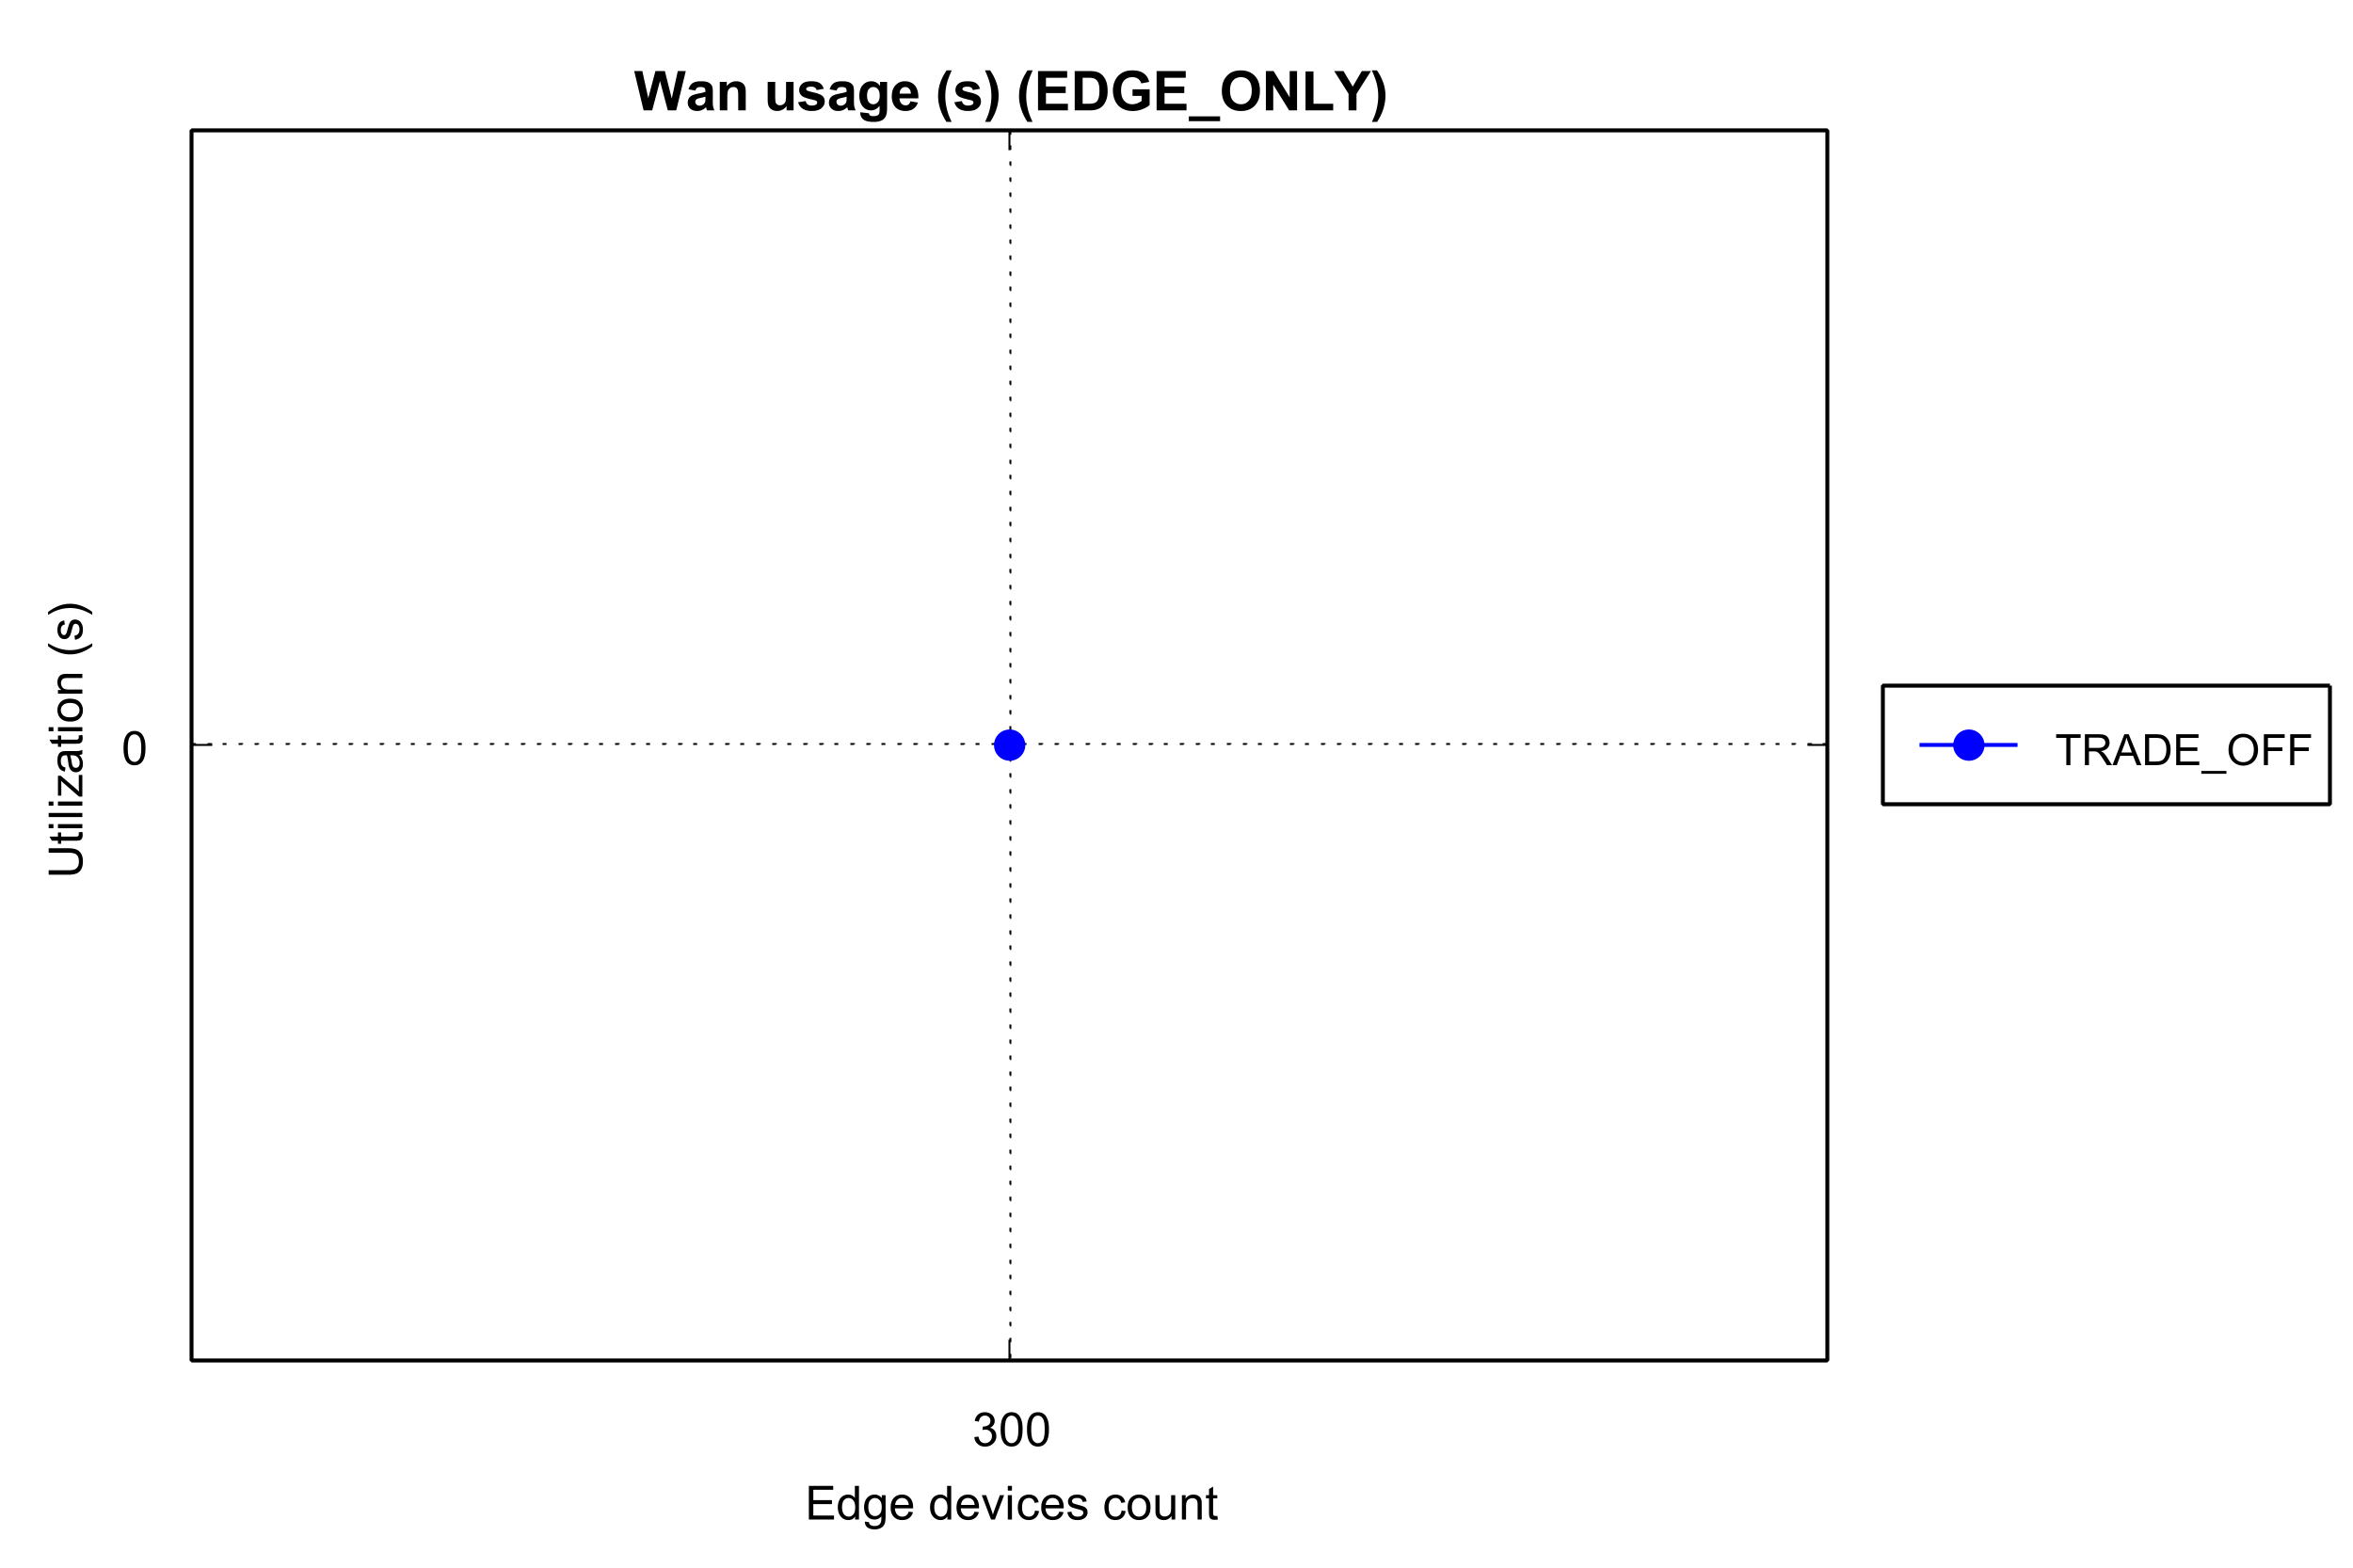 Wan usage (s)(EDGE_ONLY)
Utilization (s)
0
TRADE_OFF
300
Edge devices count